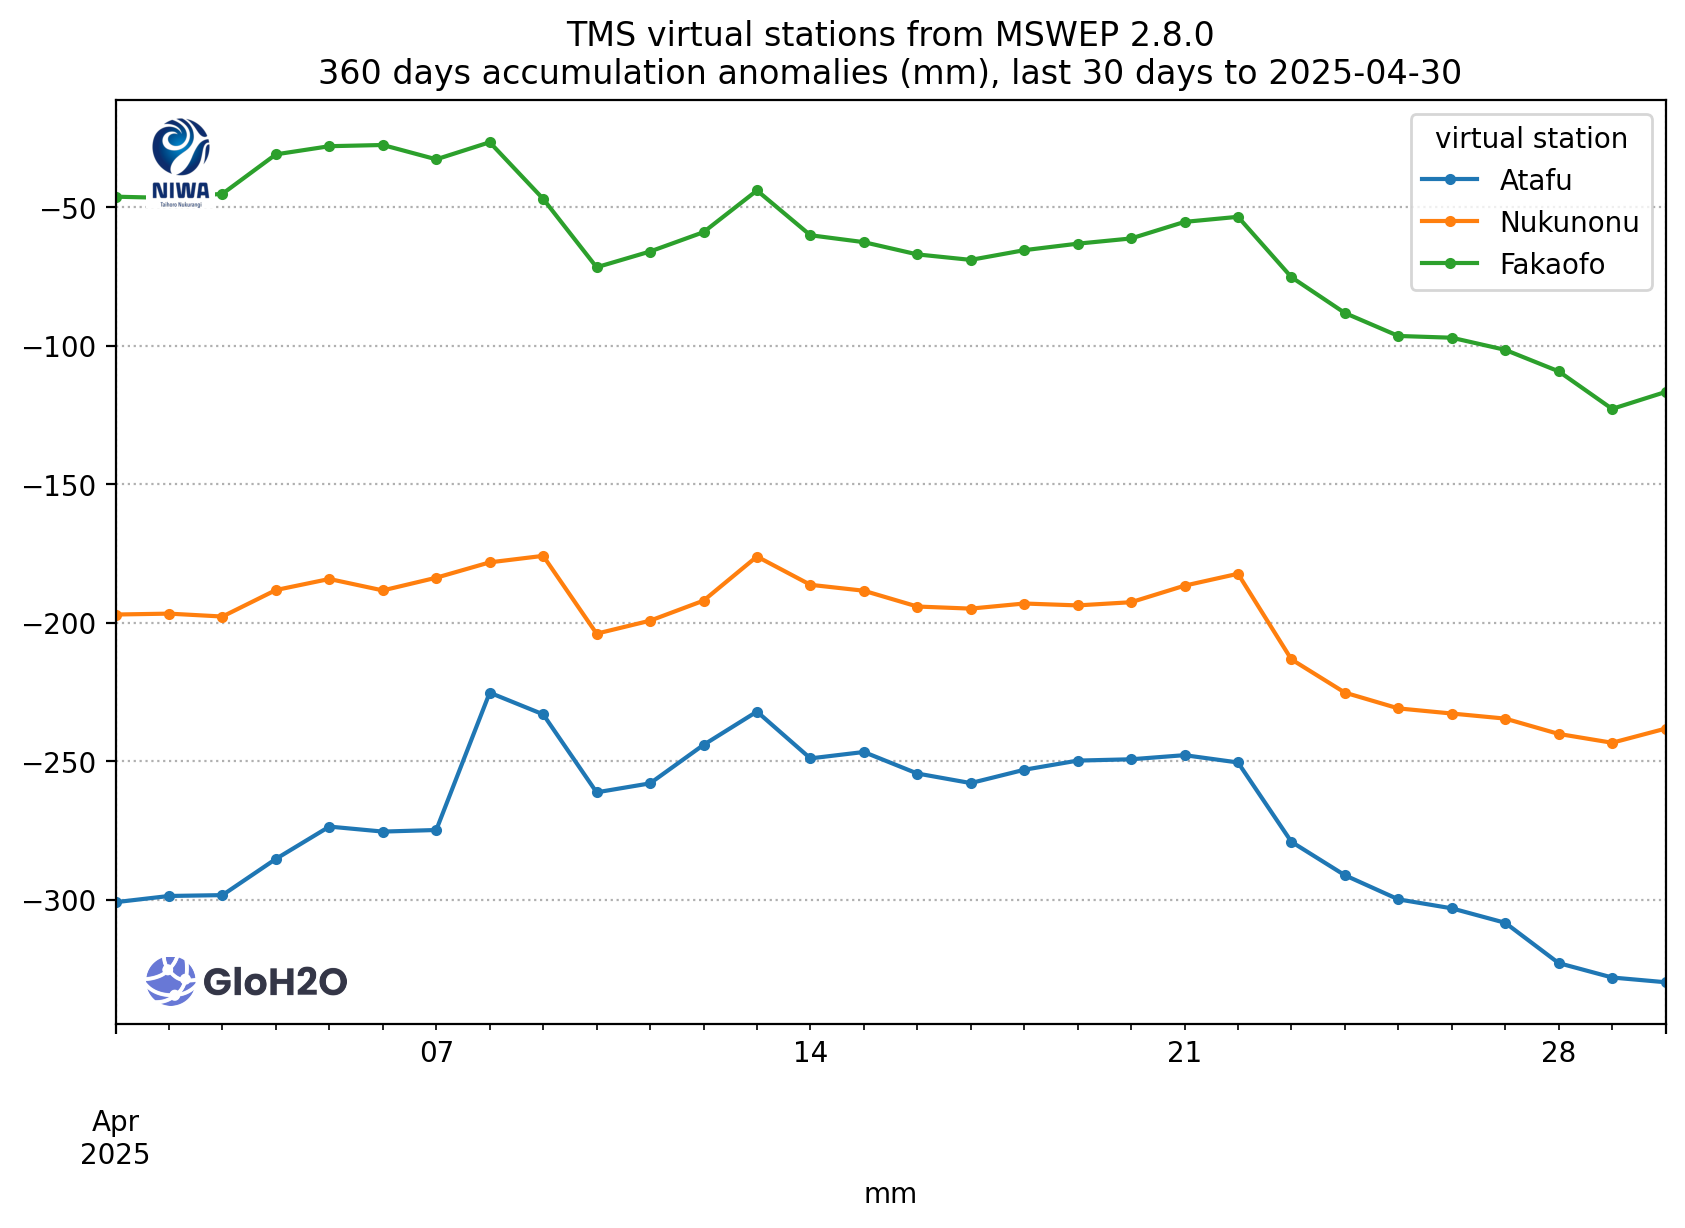 TMS virtual stations from MSWEP 2.8.0
360 days accumulation anomalies (mm), last 30 days to 2025-04-30
NIWA
Taihoro Nukurangi
virtual station
Atafu
Nukunonu
Fakaofo
−50
−100
−150
−200
−250
−300
GloH2O
07
14
21
28
Apr
2025
mm